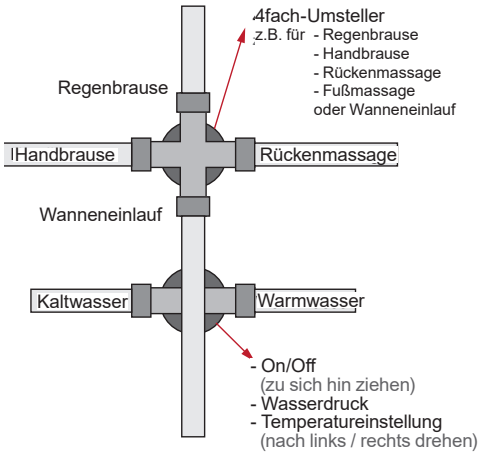 4fach-Umsteller
z.B. für - Regenbrause
- Handbrause
- Rückenmassage
- Fußmassage
oder Wanneneinlauf
Regenbrause
Handbrause
Rückenmassage
Wanneneinlauf
Kaltwasser
Warmwasser
- On/Off
(zu sich hin ziehen)
- Wasserdruck
- Temperatureinstellung
(nach links / rechts drehen)